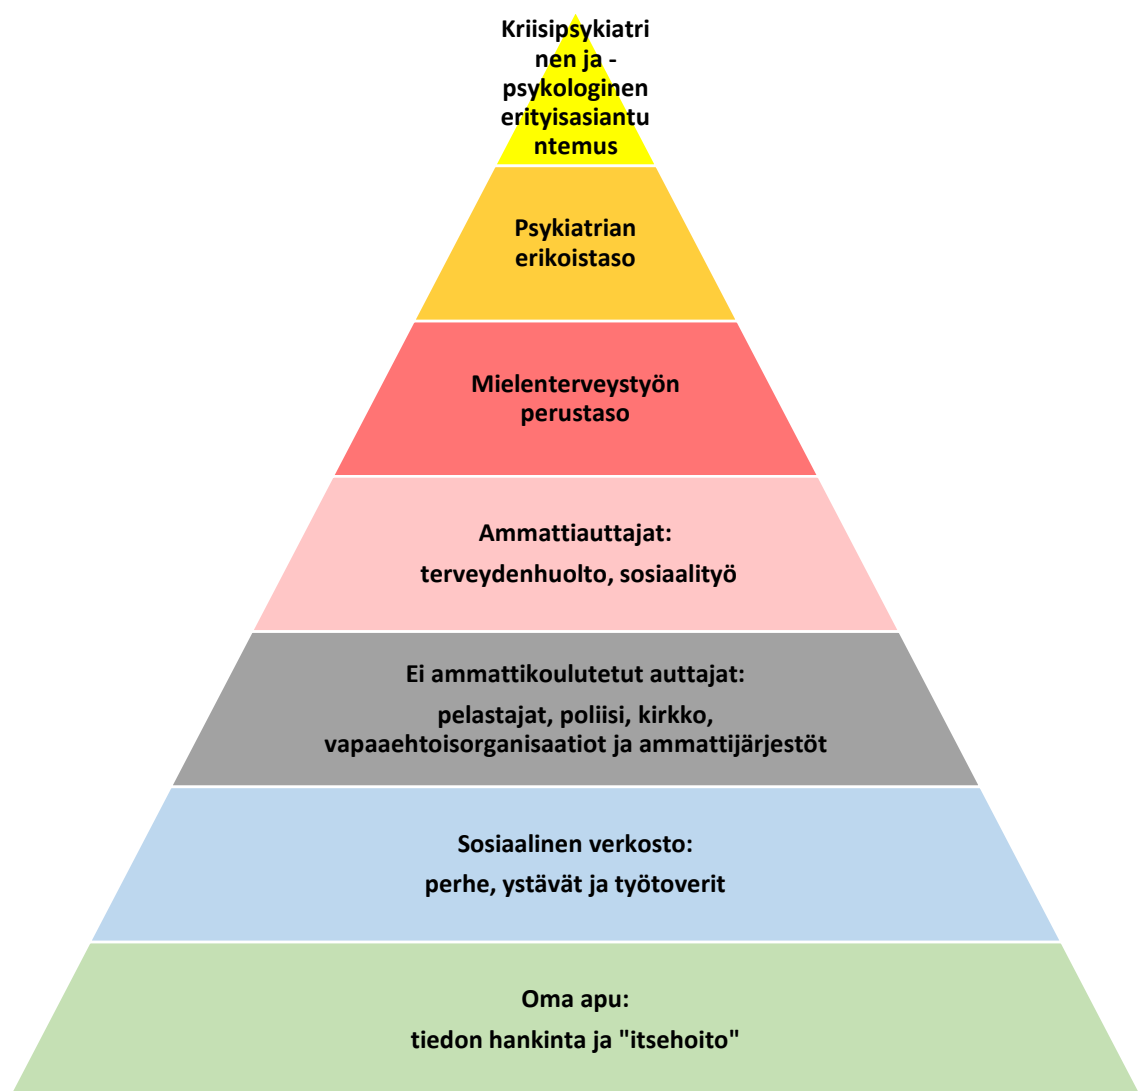 Kriisipsykiatri
nen ja -
psykologinen
erityisasiantu
ntemus
Psykiatrian
erikoistaso
Mielenterveystyön
perustaso
Ammattiauttajat:
terveydenhuolto, sosiaalityö
Ei ammattikoulutetut auttajat:
pelastajat, poliisi, kirkko,
vapaaehtoisorganisaatiot ja ammattijärjestöt
Sosiaalinen verkosto:
perhe, ystävät ja työtoverit
Oma apu:
tiedon hankinta ja "itsehoito"